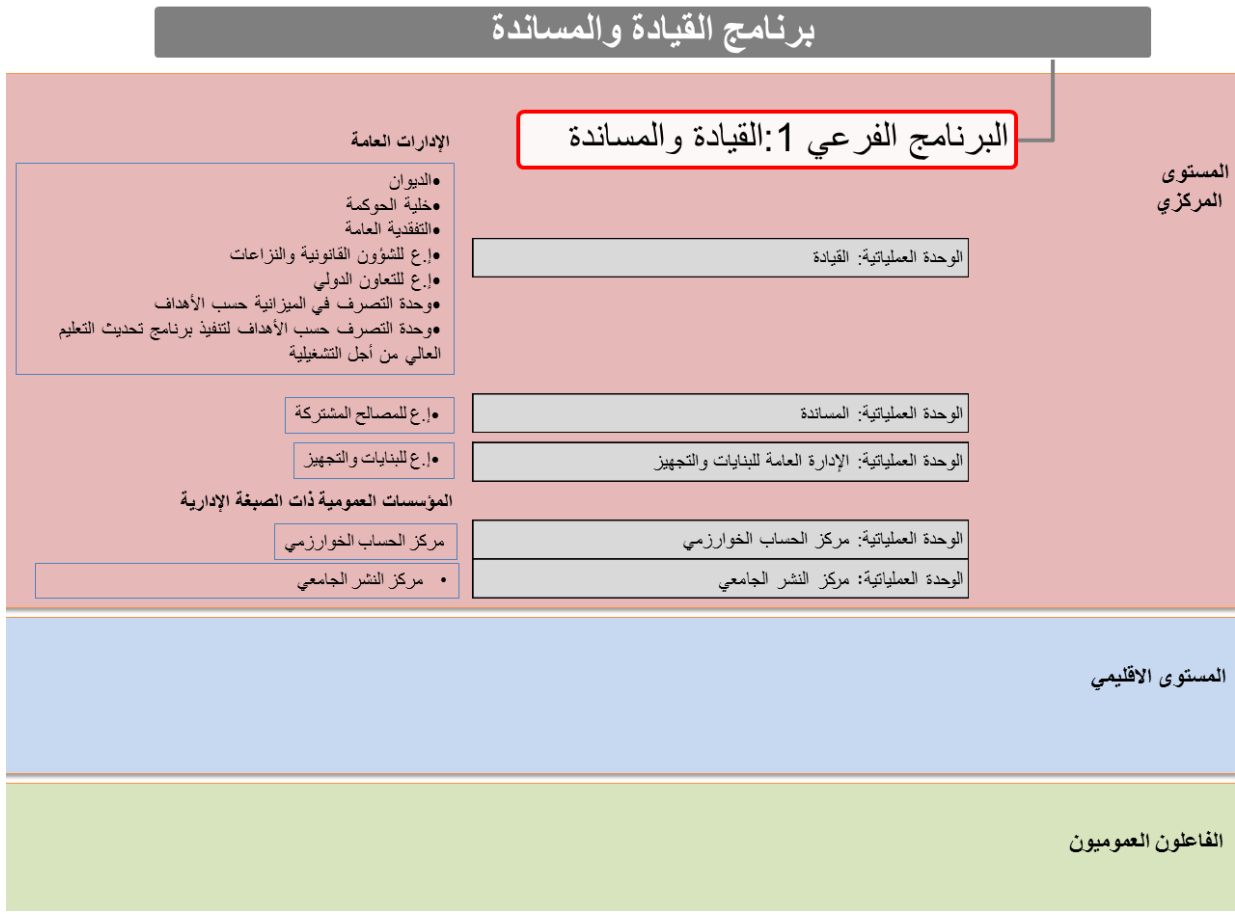 برنامج القيادة والمساندة
البرنامج الفرعي 1:القيادة والمساندة
المستوى
المركزي
الإدارات العامة
•الديوان
•خلية الحوكمة
•التفقدية العامة
•إ.ع للشؤون القانونية والنزاعات
•إ.ع للتعاون الدولي
•وحدة التصرف في الميزانية حسب الأهداف
•وحدة التصرف حسب الأهداف لتنفيذ برنامج تحديث التعليم
العالي من أجل التشغيلية
الوحدة العملياتية: القيادة
الوحدة العملياتية: المساندة
•إ.ع للمصالح المشتركة
الوحدة العملياتية: الإدارة العامة للبنايات والتجهيز
•إ.ع للبنايات والتجهيز
المؤسسات العمومية ذات الصبغة الإدارية
الوحدة العملياتية: مركز الحساب الخوارزمي
مركز الحساب الخوارزمي
الوحدة العملياتية: مركز النشر الجامعي
• مركز النشر الجامعي
المستوى الاقليمي
الفاعلون العموميون